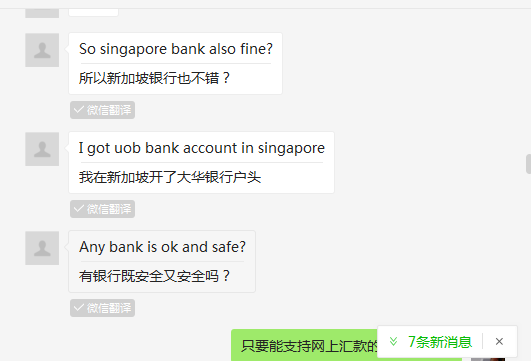 So singapore bank also fine?
所以新加坡银行也不错？
微信翻译
I got uob bank account in singapore
我在新加坡开了大华银行户头
微信翻译
Any bank is ok and safe?
有银行既安全又安全吗？
微信翻译
只要能支持网上汇款的
7条新消息